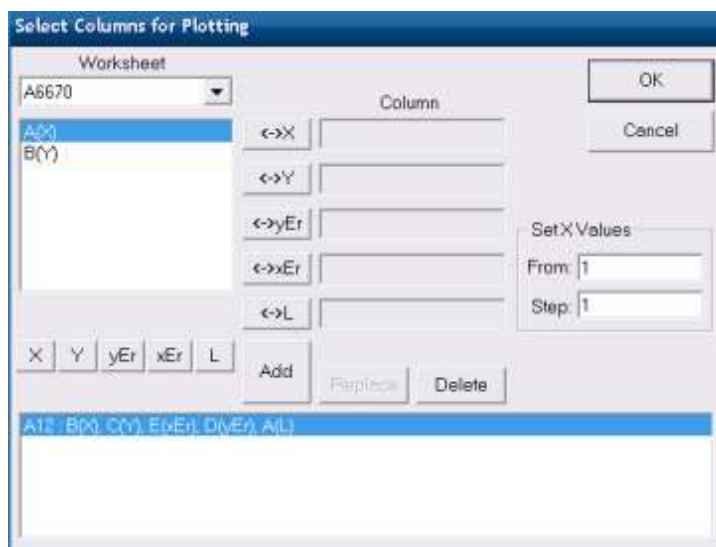 Select Columns for Plotting
Worksheet
A6670
OK
Column
Cancel
A(X)
B(Y)
<->X
<->Y
<->yEr
<->xEr
<->L
Set X Values
From: 1
Step: 1
X Y yEr xEr L
Add
Replace
Delete
A12 : B(X), C(Y), E(xEr), D(yEr), A(L)